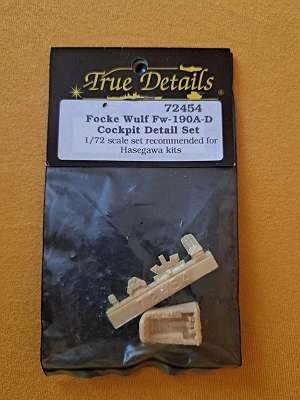 True Details
72454
Focke Wulf Fw-190A-D
Cockpit Detail Set
1/72 scale set recommended for
Hasegawa kits